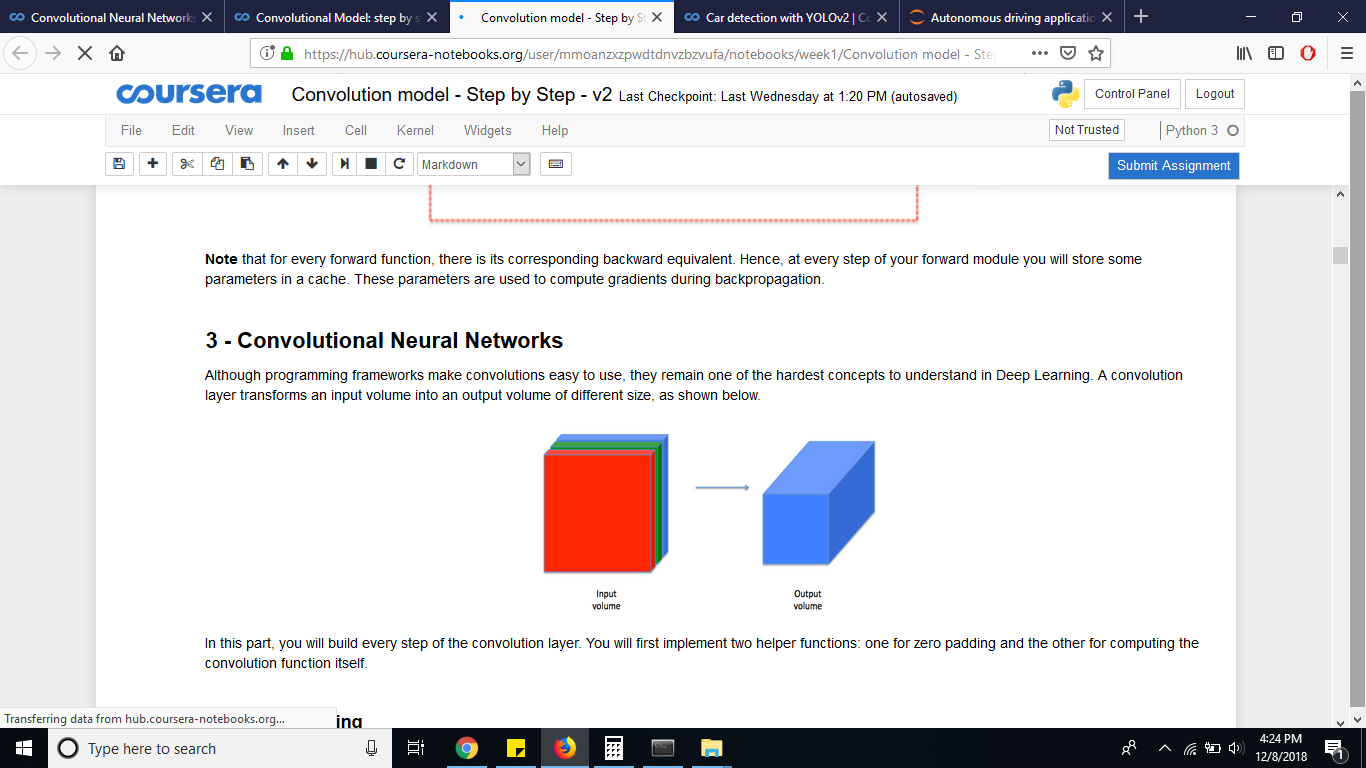 Convolutional Neural Networks
Convolutional Model: step by s
Convolution model - Step by St
Car detection with YOLOv2 | Co
Autonomous driving applicatio
https://hub.coursera-notebooks.org/user/mmoanzxzpwdtdnvzbzvufa/notebooks/week1/Convolution model - Ste
coursera
Convolution model - Step by Step - v2 Last Checkpoint: Last Wednesday at 1:20 PM (autosaved)
Control Panel
Logout
File Edit View Insert Cell Kernel Widgets Help
Not Trusted
Python 3
Markdown
Submit Assignment
Note that for every forward function, there is its corresponding backward equivalent. Hence, at every step of your forward module you will store some
parameters in a cache. These parameters are used to compute gradients during backpropagation.
3 - Convolutional Neural Networks
Although programming frameworks make convolutions easy to use, they remain one of the hardest concepts to understand in Deep Learning. A convolution
layer transforms an input volume into an output volume of different size, as shown below.
Input
volume
Output
volume
In this part, you will build every step of the convolution layer. You will first implement two helper functions: one for zero padding and the other for computing the
convolution function itself.
Transferring data from hub.coursera-notebooks.org...
ing
Type here to search
4:24 PM
12/8/2018
1